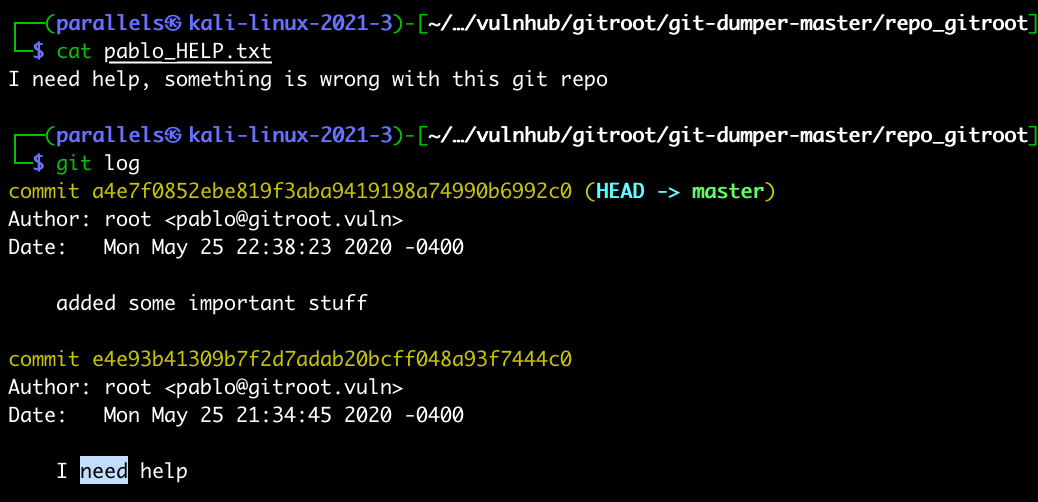 ┌──(parallels㉿kali-linux-2021-3)-[~/…/vulnhub/gitroot/git-dumper-master/repo_gitroot]
└─$ cat pablo_HELP.txt
I need help, something is wrong with this git repo
┌──(parallels㉿kali-linux-2021-3)-[~/…/vulnhub/gitroot/git-dumper-master/repo_gitroot]
└─$ git log
commit a4e7f0852ebe819f3aba9419198a74990b6992c0 (HEAD -> master)
Author: root <pablo@gitroot.vuln>
Date:   Mon May 25 22:38:23 2020 -0400
added some important stuff
commit e4e93b41309b7f2d7adab20bcff048a93f7444c0
Author: root <pablo@gitroot.vuln>
Date:   Mon May 25 21:34:45 2020 -0400
I need help